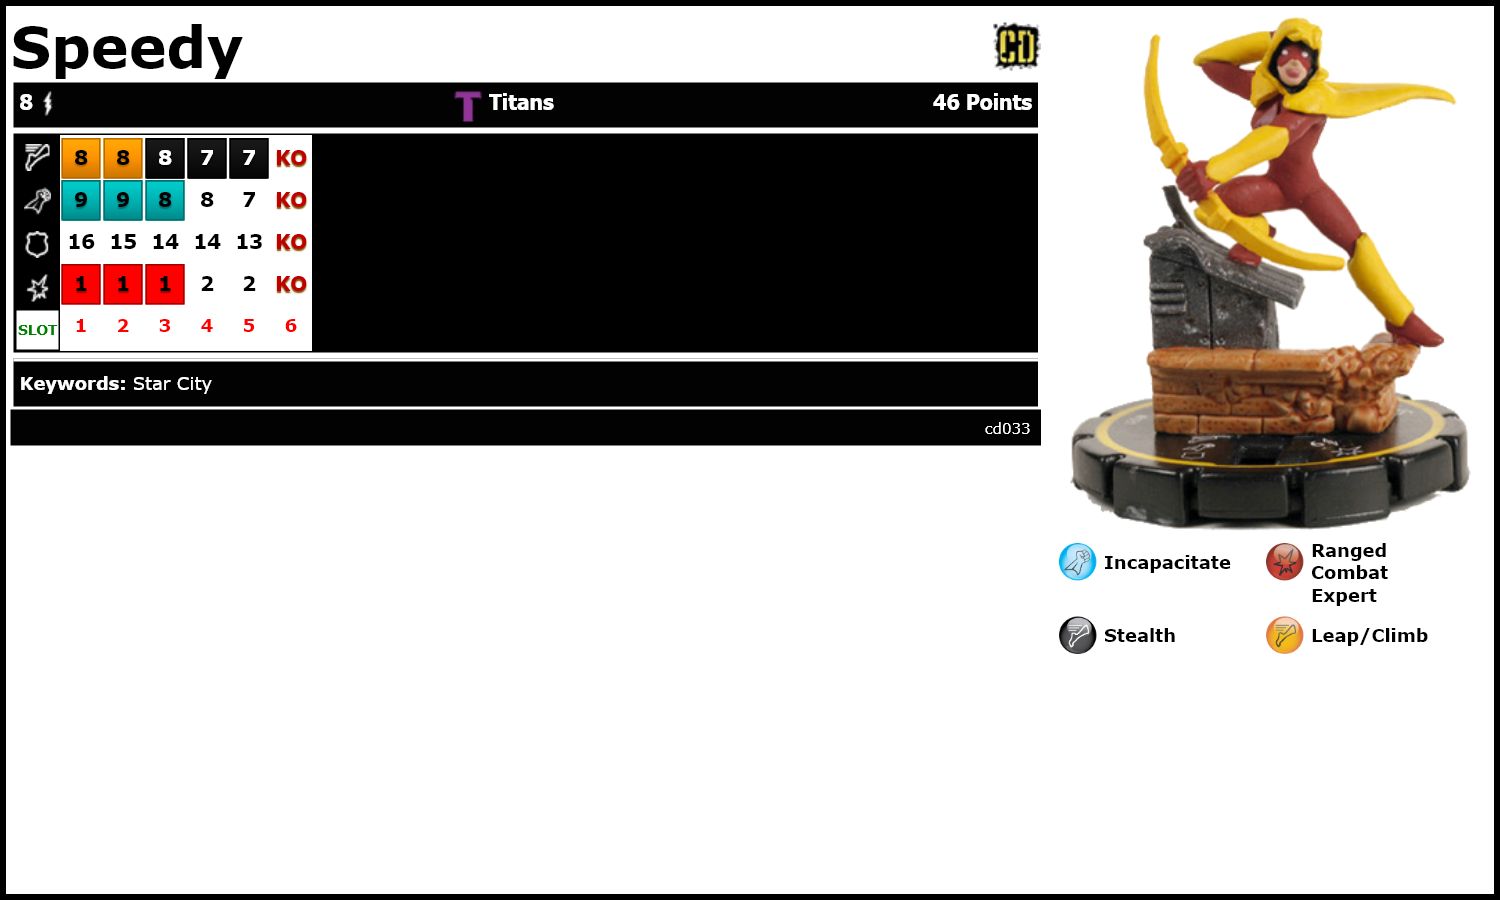 Speedy
CD
8 T Titans 46 Points
8 8 8 7 7 KO
9 9 8 8 7 KO
16 15 14 14 13 KO
1 1 1 2 2 KO
SLOT 1 2 3 4 5 6
Keywords: Star City
cd033
Incapacitate
Ranged
Combat
Expert
Stealth
Leap/Climb